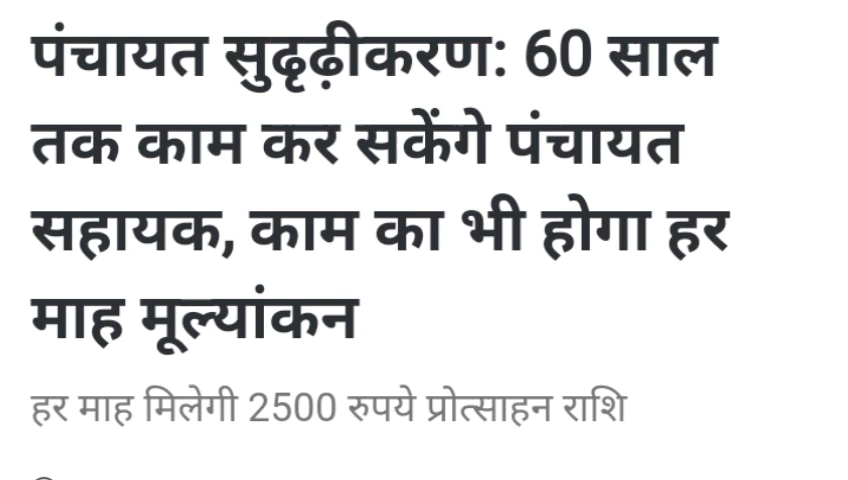 पंचायत सुदृढ़ीकरण: 60 साल
तक काम कर सकेंगे पंचायत
सहायक, काम का भी होगा हर
माह मूल्यांकन
हर माह मिलेगी 2500 रुपये प्रोत्साहन राशि